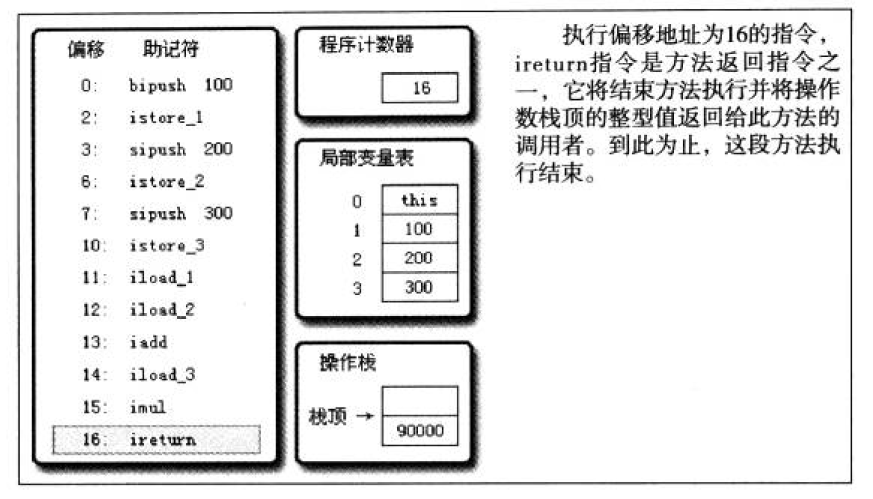 偏移 助记符
0: bipush 100
2: istore_1
3: sipush 200
6: istore_2
7: sipush 300
10: istore_3
11: iload_1
12: iload_2
13: iadd
14: iload_3
15: imul
16: ireturn
程序计数器
16
局部变量表
0 this
1 100
2 200
3 300
操作栈
栈顶 →
90000
执行偏移地址为16的指令，
ireturn指令是方法返回指令之
一，它将结束方法执行并将操作
数栈顶的整型值返回给此方法的
调用者。到此为止，这段方法执
行结束。